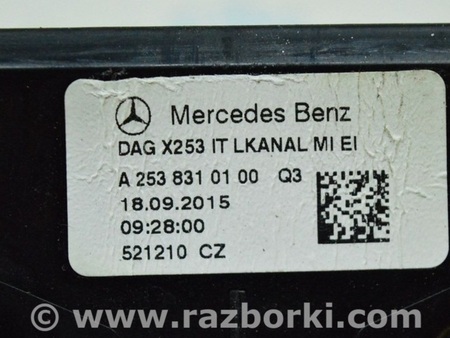 Mercedes Benz
DAG X253 IT LKANAL MI EI
A 253 831 01 00 Q3
18.09.2015
09:28:00
521210 CZ
© www.razborki.com